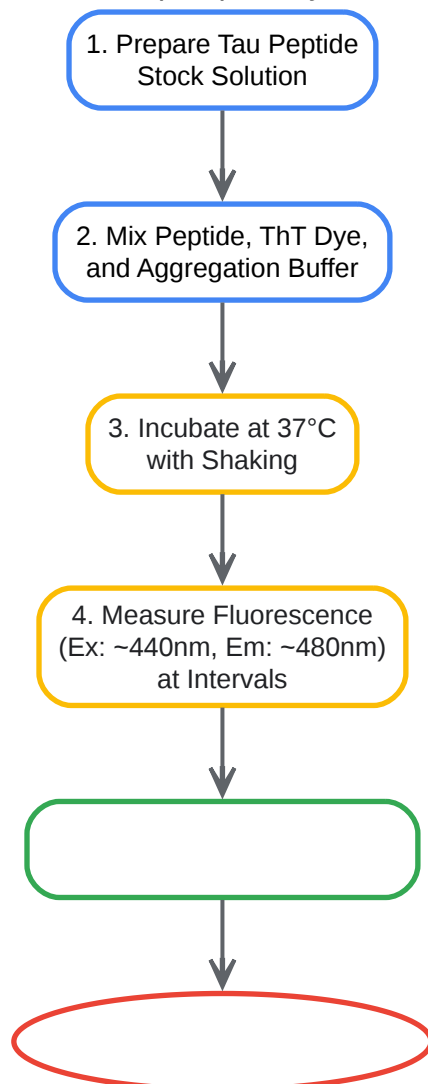 1. Prepare Tau Peptide
Stock Solution
2. Mix Peptide, ThT Dye,
and Aggregation Buffer
3. Incubate at 37°C
with Shaking
4. Measure Fluorescence
(Ex: ~440nm, Em: ~480nm)
at Intervals